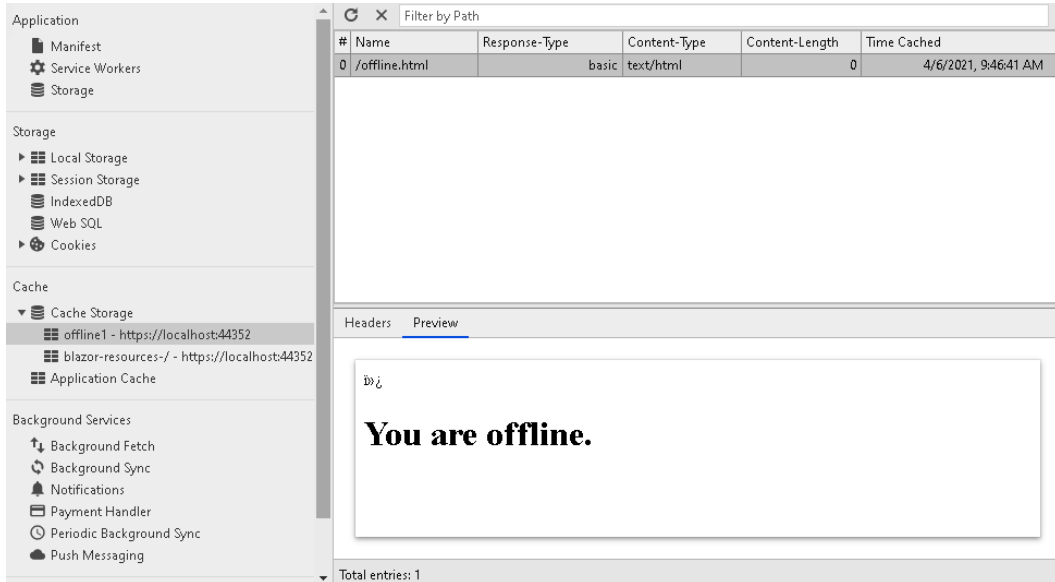 Application
Manifest
Service Workers
Storage
Storage
Local Storage
Session Storage
IndexedDB
Web SQL
Cookies
Cache
Cache Storage
offline1 - https://localhost:44352
blazor-resources-/ - https://localhost:44352
Application Cache
Background Services
Background Fetch
Background Sync
Notifications
Payment Handler
Periodic Background Sync
Push Messaging
Filter by Path
# Name Response-Type Content-Type Content-Length Time Cached
0 /offline.html basic text/html 0 4/6/2021, 9:46:41 AM
Headers Preview
ï»¿
You are offline.
Total entries: 1